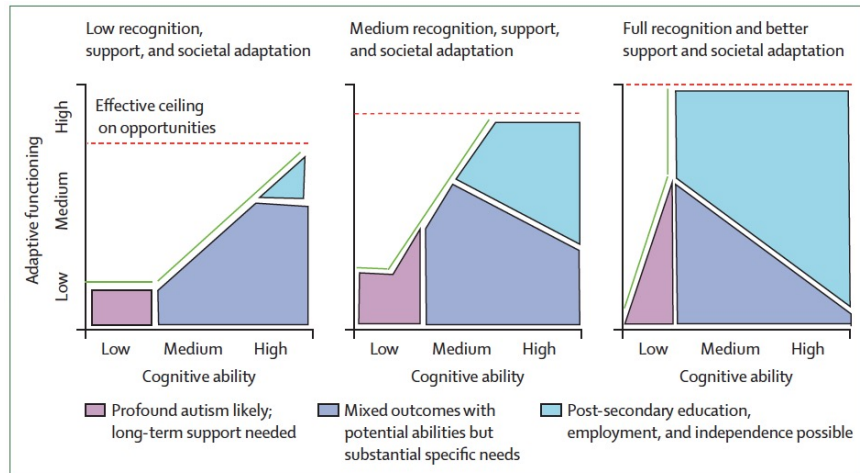 Low recognition,
support, and societal adaptation
Medium recognition, support,
and societal adaptation
Full recognition and better
support and societal adaptation
Adaptive functioning
High
Medium
Low
Effective ceiling
on opportunities
Low
Medium
High
Cognitive ability
Low
Medium
High
Cognitive ability
Low
Medium
High
Cognitive ability
Profound autism likely;
long-term support needed
Mixed outcomes with
potential abilities but
substantial specific needs
Post-secondary education,
employment, and independence possible